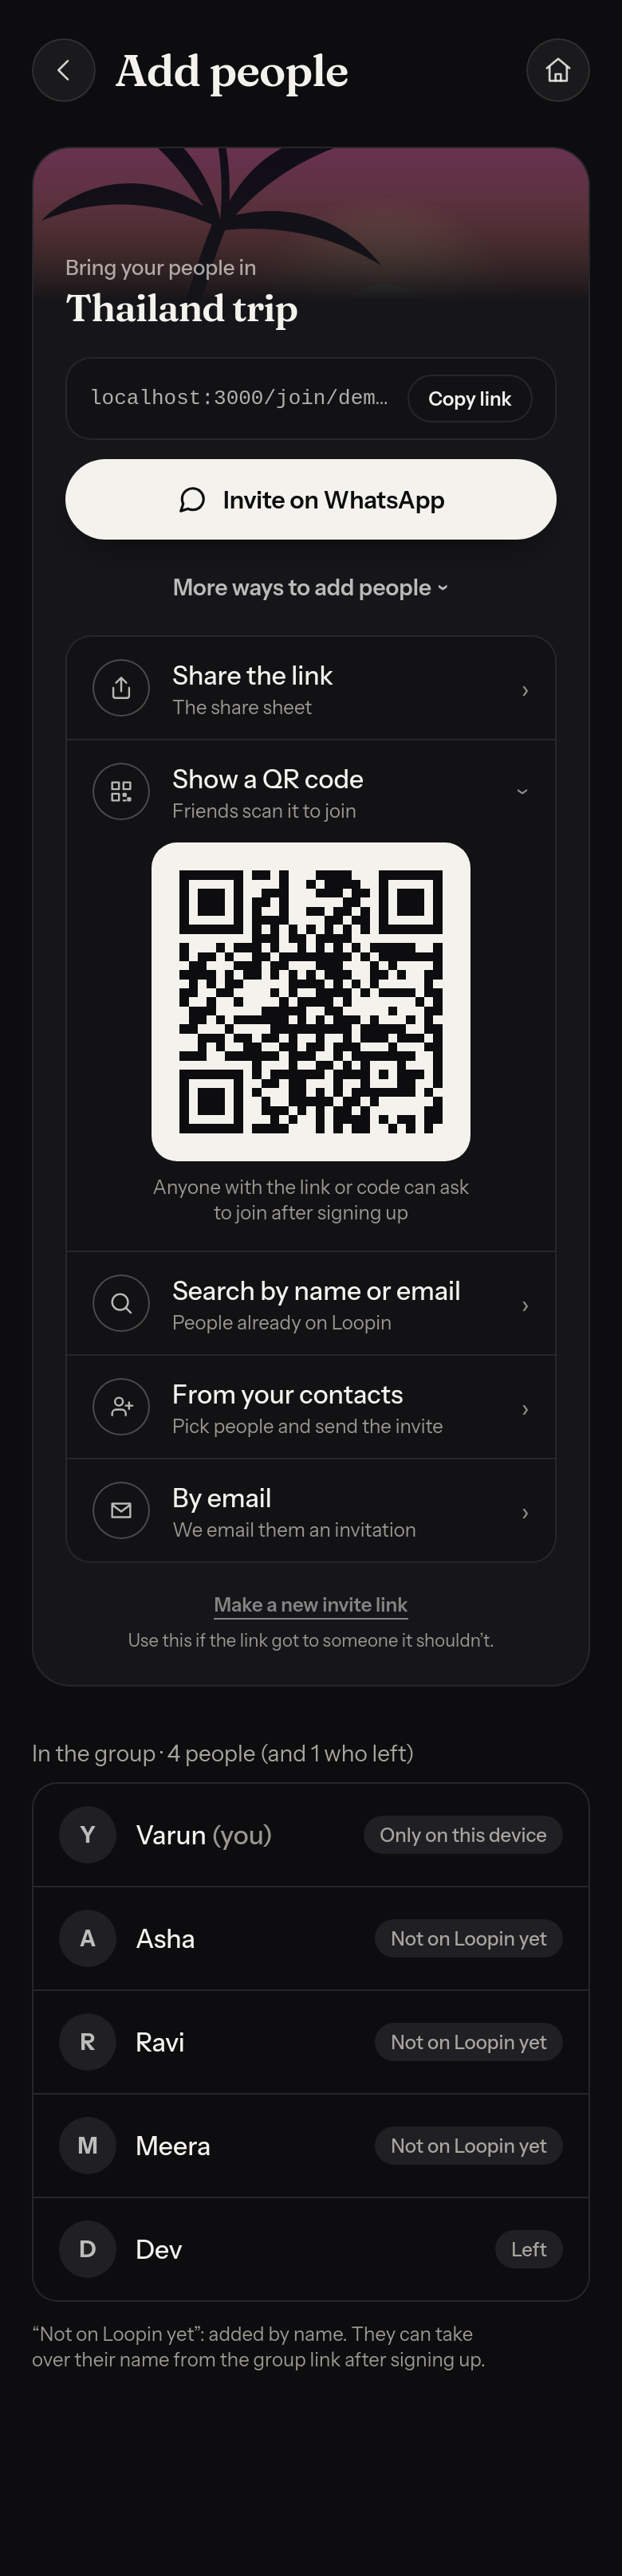 Add people
Bring your people in
Thailand trip
localhost:3000/join/dem…
Copy link
Invite on WhatsApp
More ways to add people
Share the link
The share sheet
Show a QR code
Friends scan it to join
Anyone with the link or code can ask
to join after signing up
Search by name or email
People already on Loopin
From your contacts
Pick people and send the invite
By email
We email them an invitation
Make a new invite link
Use this if the link got to someone it shouldn’t.
In the group · 4 people (and 1 who left)
Y
Varun (you)
Only on this device
A
Asha
Not on Loopin yet
R
Ravi
Not on Loopin yet
M
Meera
Not on Loopin yet
D
Dev
Left
“Not on Loopin yet”: added by name. They can take
over their name from the group link after signing up.